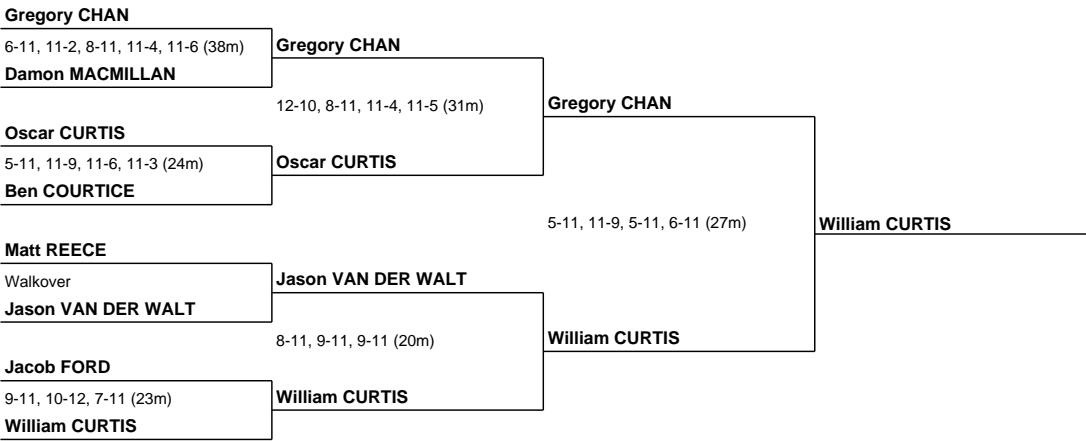 Gregory CHAN
6-11, 11-2, 8-11, 11-4, 11-6 (38m)
Gregory CHAN
Damon MACMILLAN
12-10, 8-11, 11-4, 11-5 (31m)
Gregory CHAN
Oscar CURTIS
5-11, 11-9, 11-6, 11-3 (24m)
Oscar CURTIS
Ben COURTICE
5-11, 11-9, 5-11, 6-11 (27m)
William CURTIS
Matt REECE
Walkover
Jason VAN DER WALT
Jason VAN DER WALT
8-11, 9-11, 9-11 (20m)
William CURTIS
Jacob FORD
9-11, 10-12, 7-11 (23m)
William CURTIS
William CURTIS